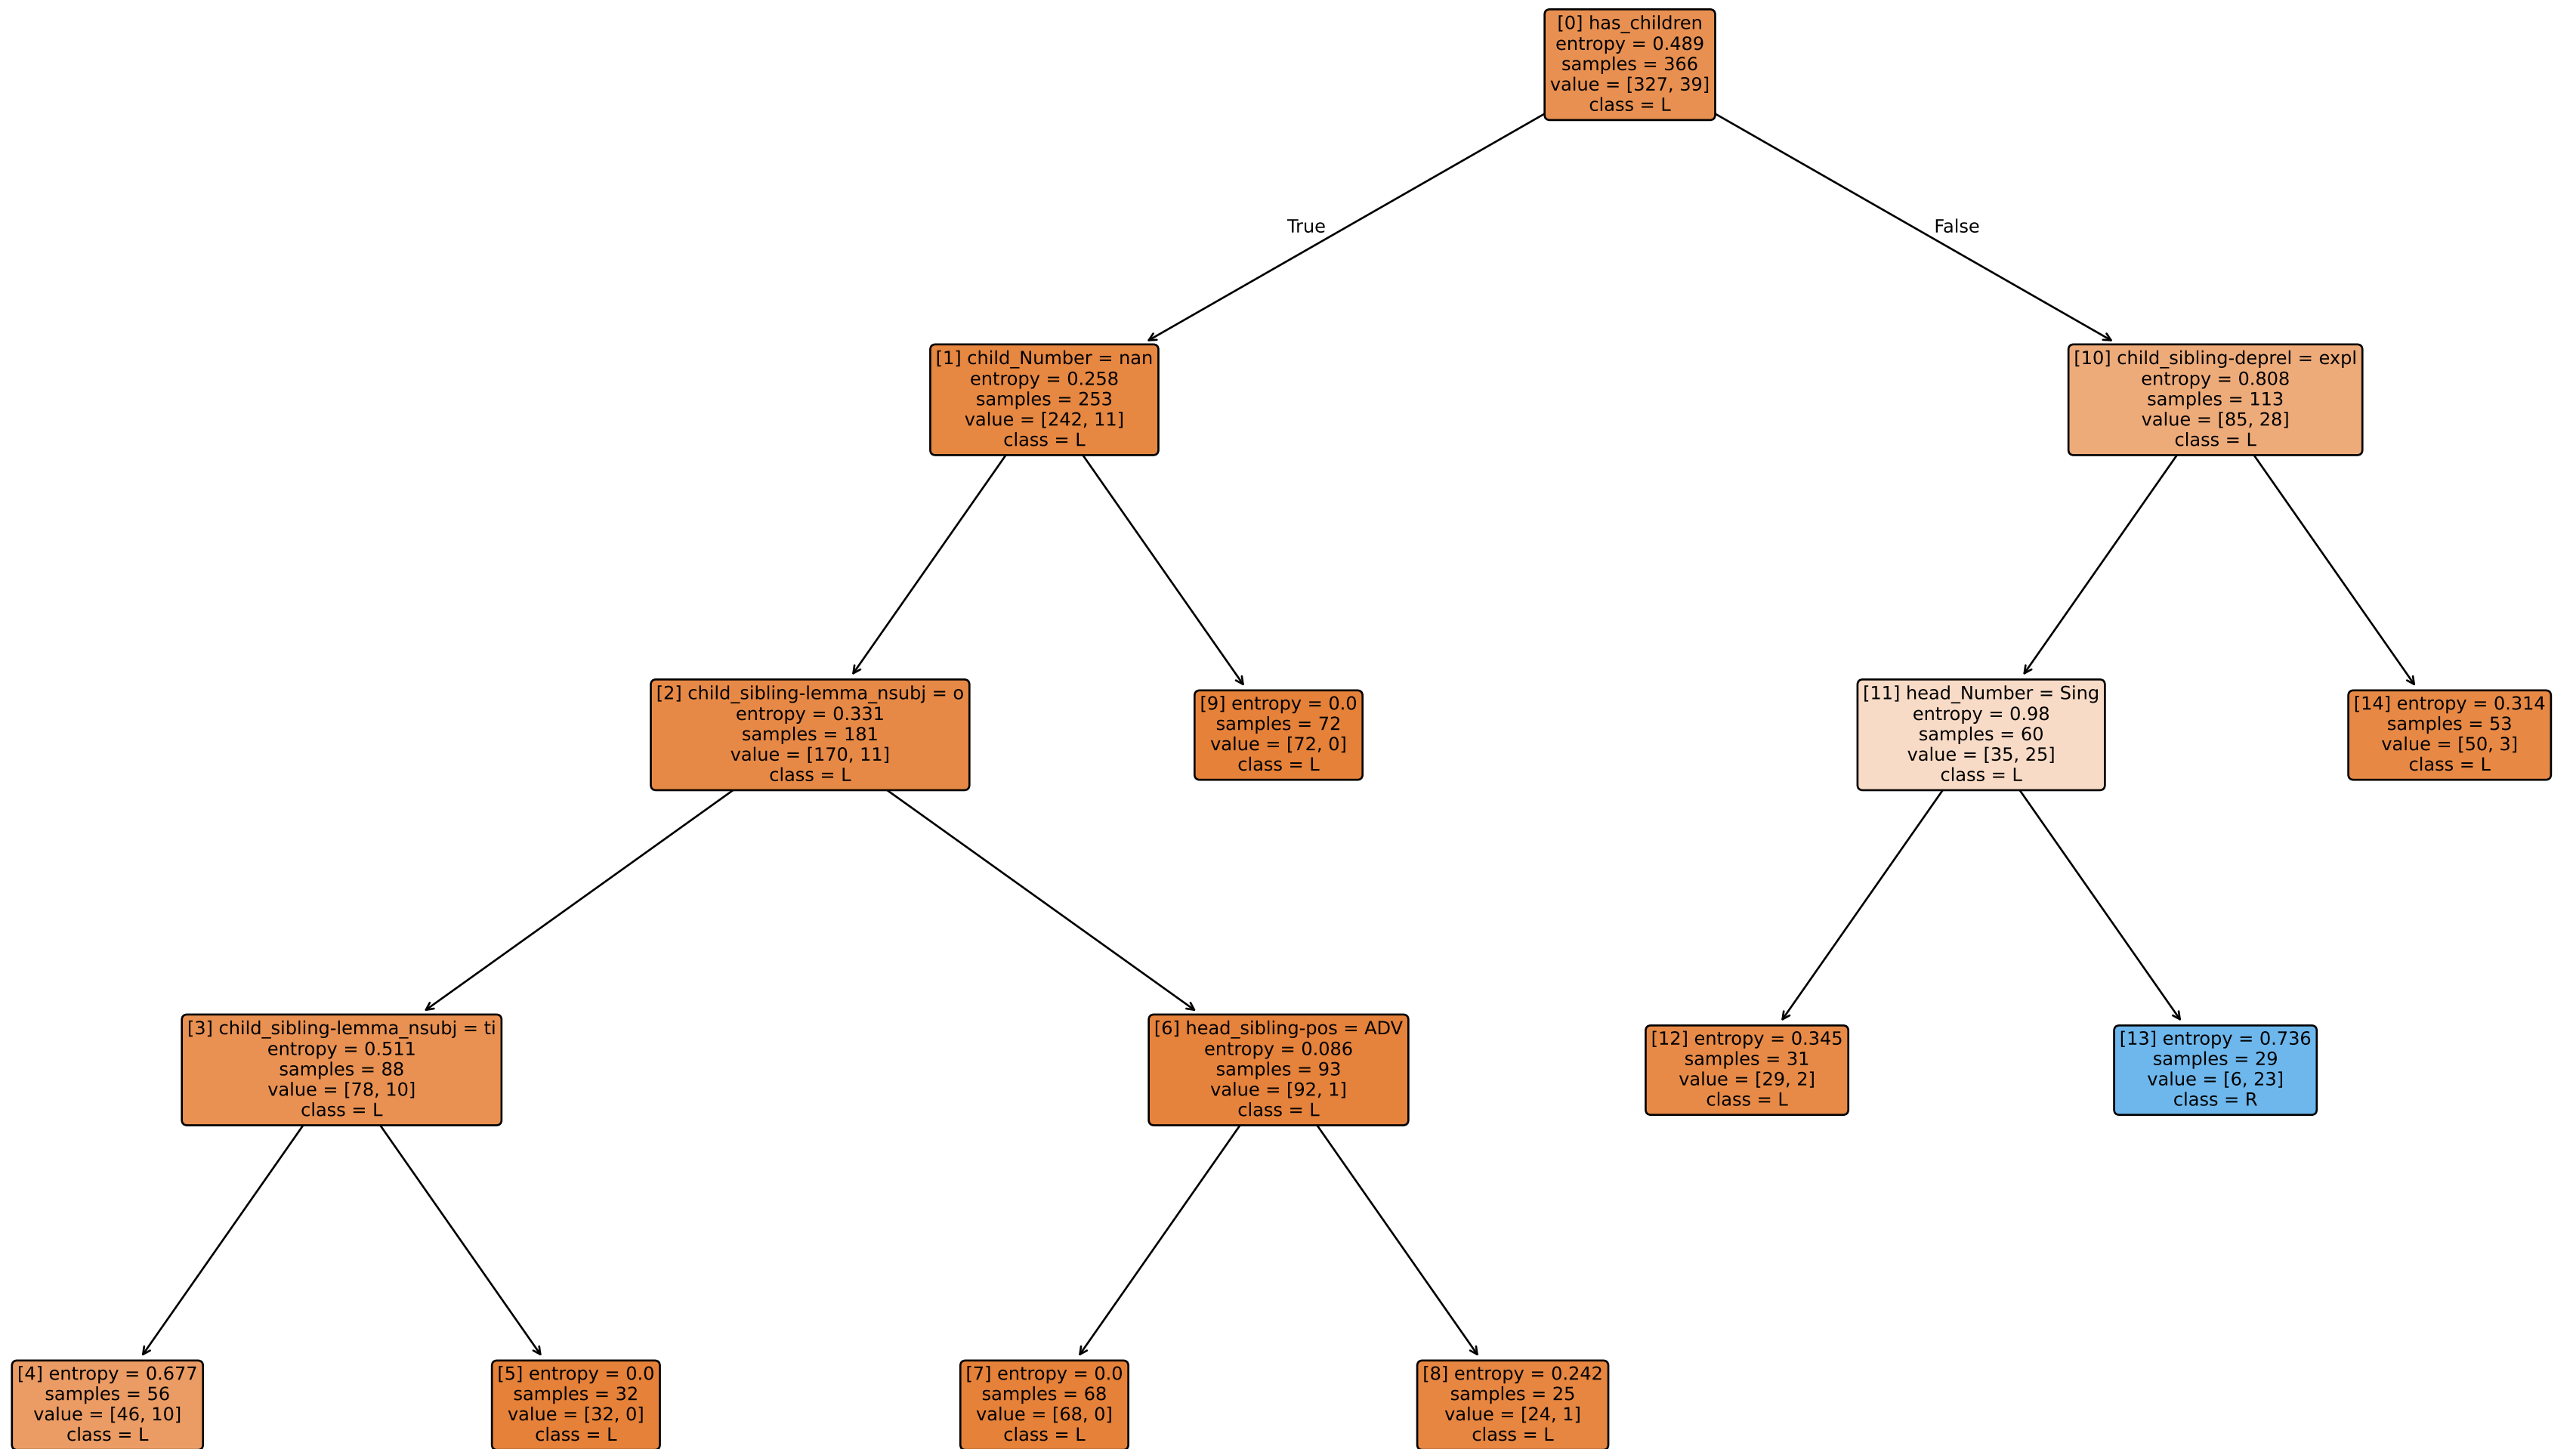 [0] has_children
entropy = 0.489
samples = 366
value = [327, 39]
class = L
True
False
[1] child_Number = nan
entropy = 0.258
samples = 253
value = [242, 11]
class = L
[10] child_sibling-deprel = expl
entropy = 0.808
samples = 113
value = [85, 28]
class = L
[2] child_sibling-lemma_nsubj = o
entropy = 0.331
samples = 181
value = [170, 11]
class = L
[9] entropy = 0.0
samples = 72
value = [72, 0]
class = L
[11] head_Number = Sing
entropy = 0.98
samples = 60
value = [35, 25]
class = L
[14] entropy = 0.314
samples = 53
value = [50, 3]
class = L
[3] child_sibling-lemma_nsubj = ti
entropy = 0.511
samples = 88
value = [78, 10]
class = L
[6] head_sibling-pos = ADV
entropy = 0.086
samples = 93
value = [92, 1]
class = L
[12] entropy = 0.345
samples = 31
value = [29, 2]
class = L
[13] entropy = 0.736
samples = 29
value = [6, 23]
class = R
[4] entropy = 0.677
samples = 56
value = [46, 10]
class = L
[5] entropy = 0.0
samples = 32
value = [32, 0]
class = L
[7] entropy = 0.0
samples = 68
value = [68, 0]
class = L
[8] entropy = 0.242
samples = 25
value = [24, 1]
class = L